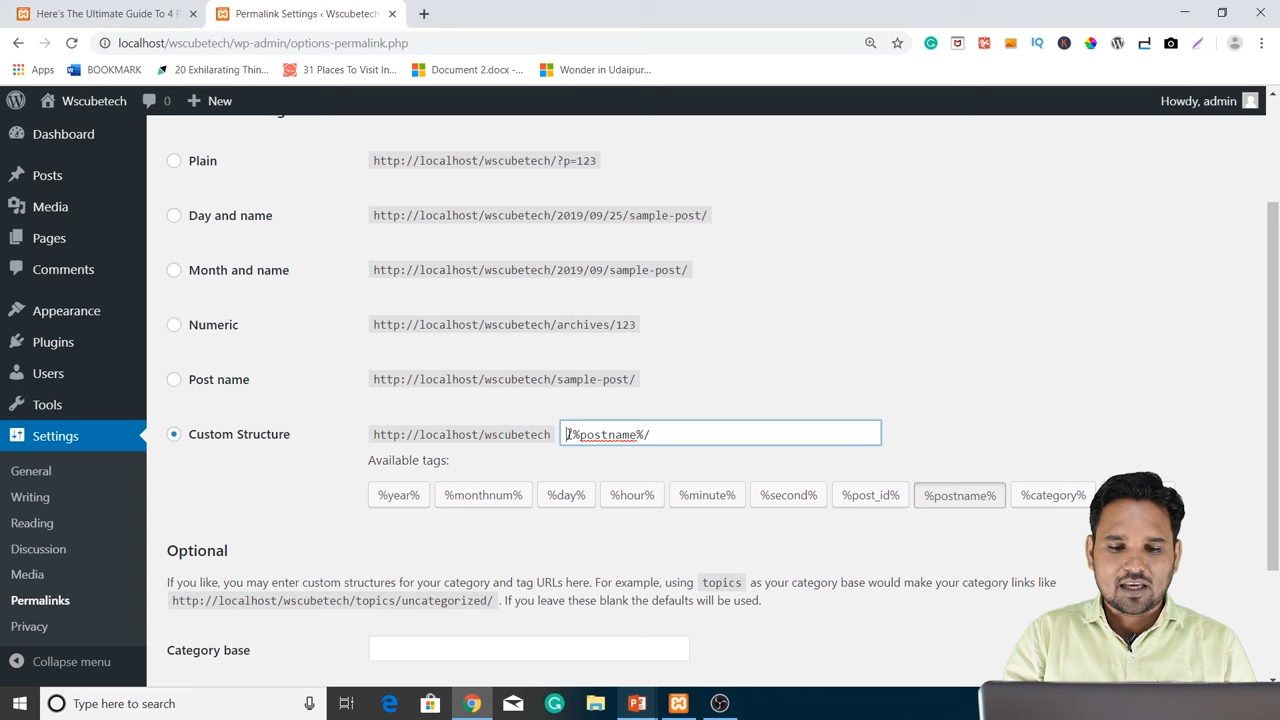 Here's The Ultimate Guide To 4 P
Permalink Settings ‹ Wscubetech
localhost/wscubetech/wp-admin/options-permalink.php
Apps
BOOKMARK
20 Exhilarating Thin...
31 Places To Visit In...
Document 2.docx -...
Wonder in Udaipur...
Wscubetech
0
New
Howdy, admin
Dashboard
Posts
Media
Pages
Comments
Appearance
Plugins
Users
Tools
Settings
General
Writing
Reading
Discussion
Media
Permalinks
Privacy
Collapse menu
Plain
http://localhost/wscubetech/?p=123
Day and name
http://localhost/wscubetech/2019/09/25/sample-post/
Month and name
http://localhost/wscubetech/2019/09/sample-post/
Numeric
http://localhost/wscubetech/archives/123
Post name
http://localhost/wscubetech/sample-post/
Custom Structure
http://localhost/wscubetech
/%postname%/
Available tags:
%year%
%monthnum%
%day%
%hour%
%minute%
%second%
%post_id%
%postname%
%category%
Optional
If you like, you may enter custom structures for your category and tag URLs here. For example, using topics as your category base would make your category links like
http://localhost/wscubetech/topics/uncategorized/ . If you leave these blank the defaults will be used.
Category base
Type here to search